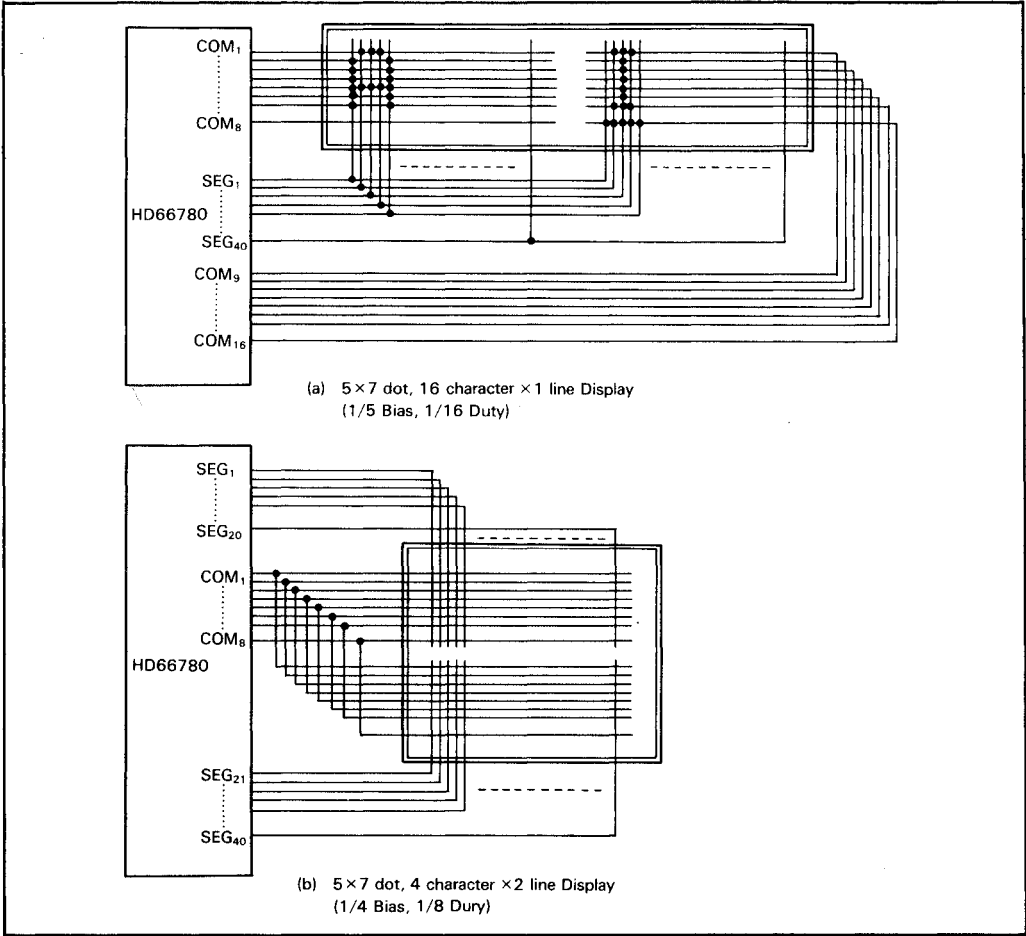 COM₁
COM₈
SEG₁
HD66780
SEG₄₀
COM₉
COM₁₆
(a) 5×7 dot, 16 character ×1 line Display
(1/5 Bias, 1/16 Duty)
SEG₁
SEG₂₀
COM₁
COM₈
HD66780
SEG₂₁
SEG₄₀
(b) 5×7 dot, 4 character ×2 line Display
(1/4 Bias, 1/8 Dury)